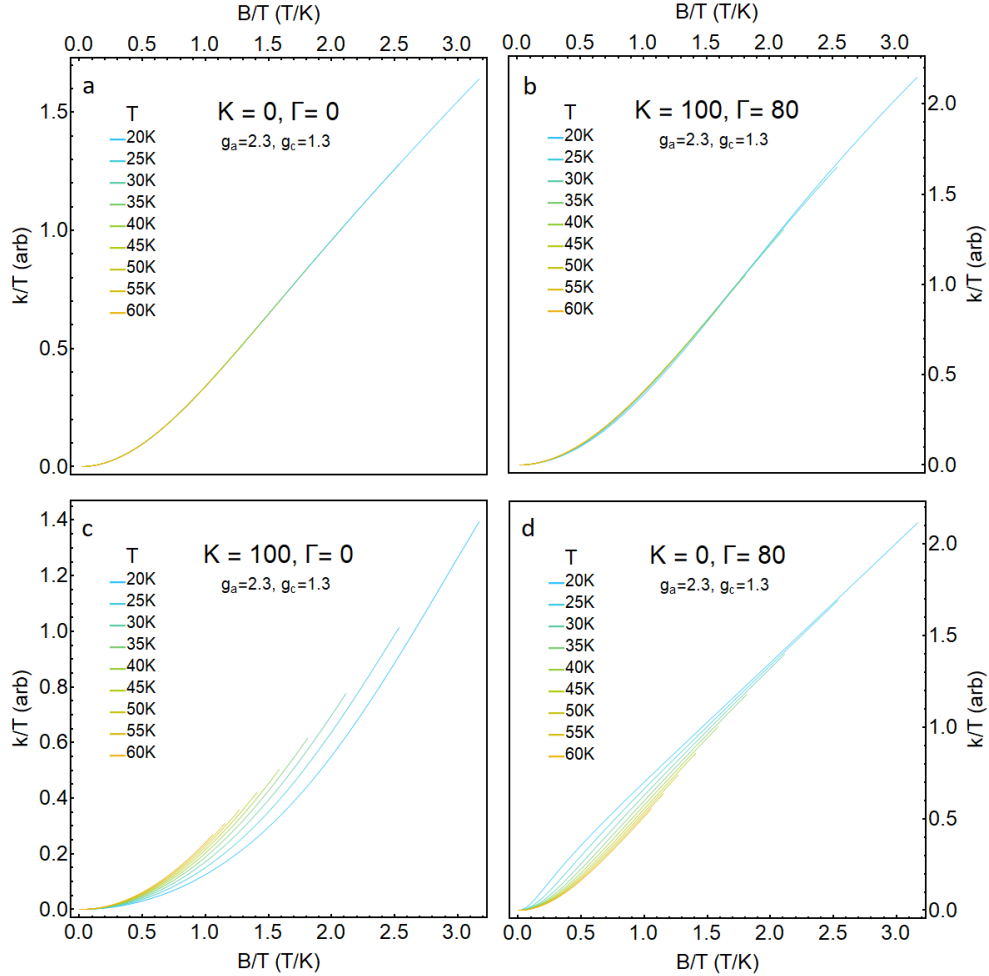 B/T (T/K)
0.0 0.5 1.0 1.5 2.0 2.5 3.0
a
K = 0, Γ= 0
gₐ=2.3, g_c=1.3
T
20K
25K
30K
35K
40K
45K
50K
55K
60K
k/T (arb)
1.5
1.0
0.5
0.0
B/T (T/K)
0.0 0.5 1.0 1.5 2.0 2.5 3.0
b
K = 100, Γ= 80
gₐ=2.3, g_c=1.3
T
20K
25K
30K
35K
40K
45K
50K
55K
60K
k/T (arb)
2.0
1.5
1.0
0.5
0.0
c
K = 100, Γ= 0
gₐ=2.3, g_c=1.3
T
20K
25K
30K
35K
40K
45K
50K
55K
60K
k/T (arb)
1.4
1.2
1.0
0.8
0.6
0.4
0.2
0.0
0.0 0.5 1.0 1.5 2.0 2.5 3.0
B/T (T/K)
d
K = 0, Γ= 80
gₐ=2.3, g_c=1.3
T
20K
25K
30K
35K
40K
45K
50K
55K
60K
k/T (arb)
2.0
1.5
1.0
0.5
0.0
0.0 0.5 1.0 1.5 2.0 2.5 3.0
B/T (T/K)